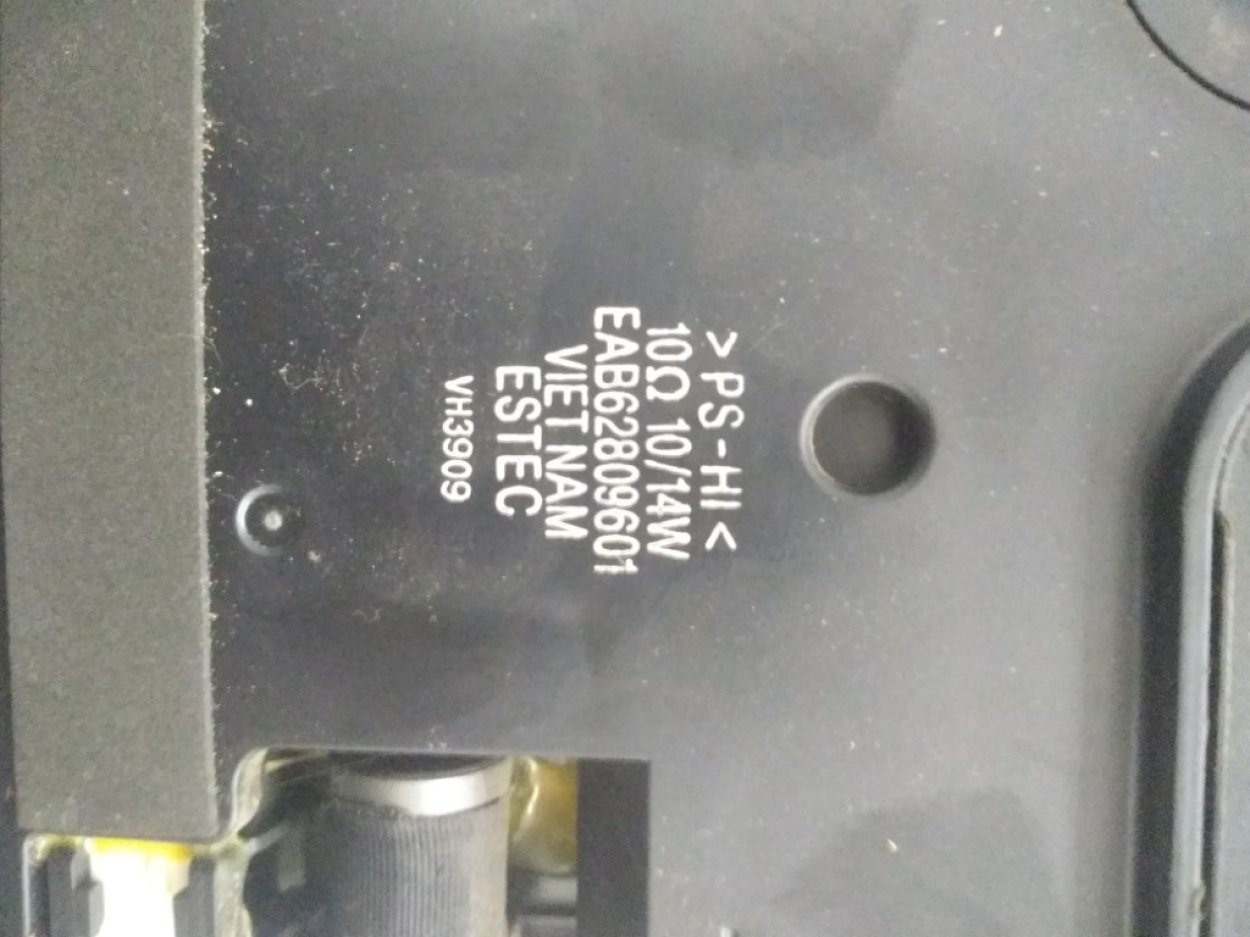 >PS-HI<
10Ω 10/14W
EAB62809601
VIETNAM
ESTEC
VH3909